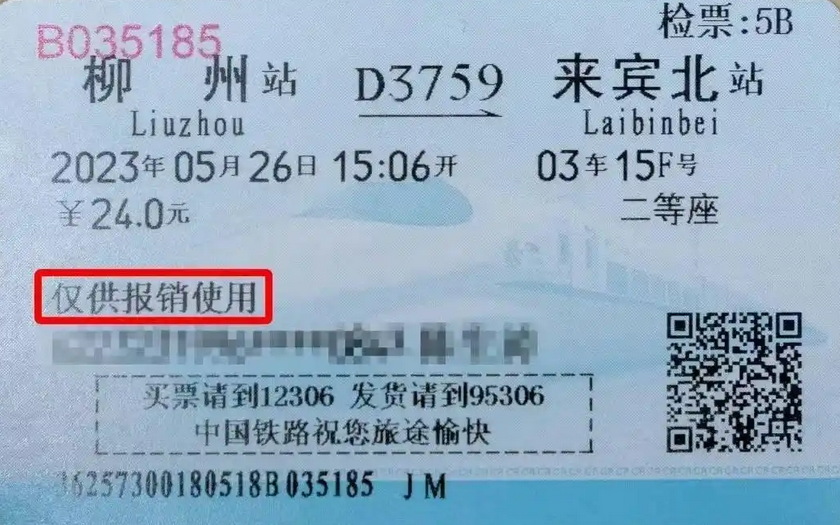 B035185
检票:5B
柳州站 D3759 来宾北站
Liuzhou Laibinbei
2023年05月26日 15:06开 03车15F号
¥24.0元 二等座
仅供报销使用
买票请到12306 发货请到95306
中国铁路祝您旅途愉快
36257300180518B035185 JM